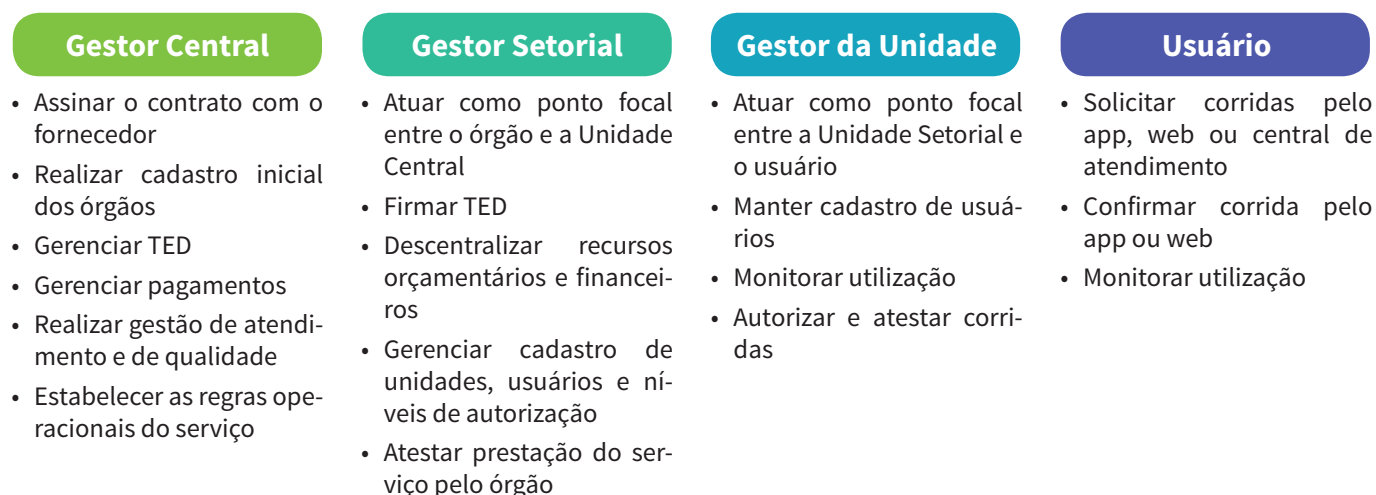 Gestor Central
• Assinar o contrato com o
fornecedor
• Realizar cadastro inicial
dos órgãos
• Gerenciar TED
• Gerenciar pagamentos
• Realizar gestão de atendi-
mento e de qualidade
• Estabelecer as regras ope-
racionais do serviço
Gestor Setorial
• Atuar como ponto focal
entre o órgão e a Unidade
Central
• Firmar TED
• Descentralizar recursos
orçamentários e financei-
ros
• Gerenciar cadastro de
unidades, usuários e ní-
veis de autorização
• Atestar prestação do ser-
viço pelo órgão
Gestor da Unidade
• Atuar como ponto focal
entre a Unidade Setorial e
o usuário
• Manter cadastro de usuá-
rios
• Monitorar utilização
• Autorizar e atestar corri-
das
Usuário
• Solicitar corridas pelo
app, web ou central de
atendimento
• Confirmar corrida pelo
app ou web
• Monitorar utilização